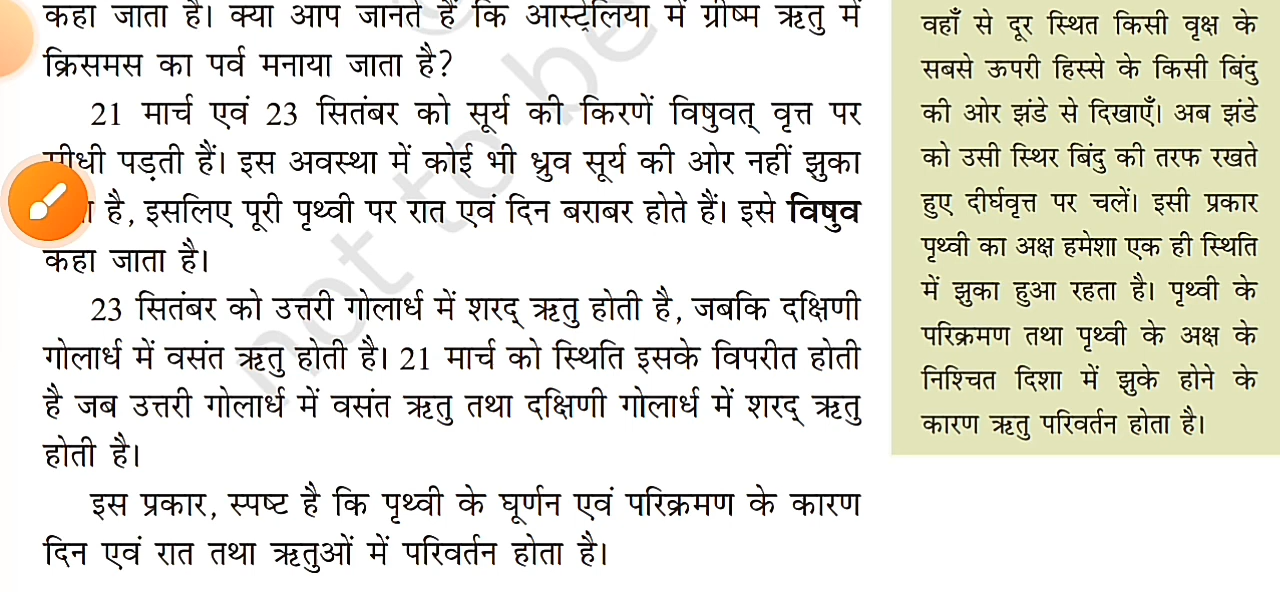 कहा जाता है। क्या आप जानते हैं कि आस्ट्रेलिया में ग्रीष्म ऋतु में
क्रिसमस का पर्व मनाया जाता है?
21 मार्च एवं 23 सितंबर को सूर्य की किरणें विषुवत् वृत्त पर
सीधी पड़ती हैं। इस अवस्था में कोई भी ध्रुव सूर्य की ओर नहीं झुका
है, इसलिए पूरी पृथ्वी पर रात एवं दिन बराबर होते हैं। इसे विषुव
कहा जाता है।
23 सितंबर को उत्तरी गोलार्ध में शरद् ऋतु होती है, जबकि दक्षिणी
गोलार्ध में वसंत ऋतु होती है। 21 मार्च को स्थिति इसके विपरीत होती
है जब उत्तरी गोलार्ध में वसंत ऋतु तथा दक्षिणी गोलार्ध में शरद् ऋतु
होती है।
इस प्रकार, स्पष्ट है कि पृथ्वी के घूर्णन एवं परिक्रमण के कारण
दिन एवं रात तथा ऋतुओं में परिवर्तन होता है।
वहाँ से दूर स्थित किसी वृक्ष के
सबसे ऊपरी हिस्से के किसी बिंदु
की ओर झंडे से दिखाएँ। अब झंडे
को उसी स्थिर बिंदु की तरफ रखते
हुए दीर्घवृत्त पर चलें। इसी प्रकार
पृथ्वी का अक्ष हमेशा एक ही स्थिति
में झुका हुआ रहता है। पृथ्वी के
परिक्रमण तथा पृथ्वी के अक्ष के
निश्चित दिशा में झुके होने के
कारण ऋतु परिवर्तन होता है।
not to be